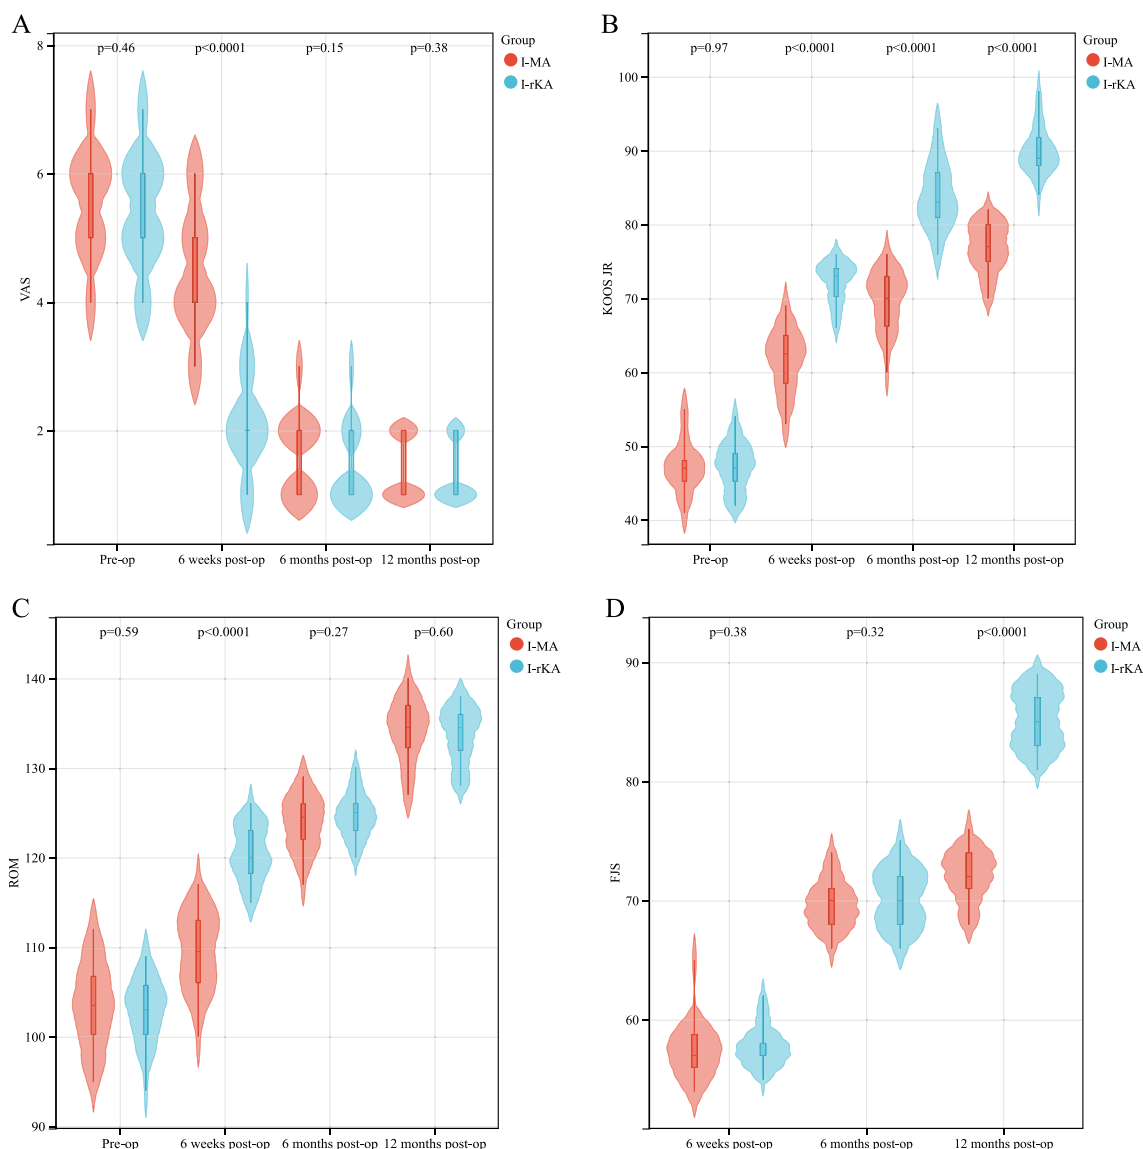 A
p=0.46 p<0.0001 p=0.15 p=0.38
Group
I-MA
I-rKA
VAS
8
6
4
2
Pre-op 6 weeks post-op 6 months post-op 12 months post-op
B
p=0.97 p<0.0001 p<0.0001 p<0.0001
Group
I-MA
I-rKA
KOOS JR
100
90
80
70
60
50
40
Pre-op 6 weeks post-op 6 months post-op 12 months post-op
C
p=0.59 p<0.0001 p=0.27 p=0.60
Group
I-MA
I-rKA
ROM
140
130
120
110
100
90
Pre-op 6 weeks post-op 6 months post-op 12 months post-op
D
p=0.38 p=0.32 p<0.0001
Group
I-MA
I-rKA
FJS
90
80
70
60
6 weeks post-op 6 months post-op 12 months post-op